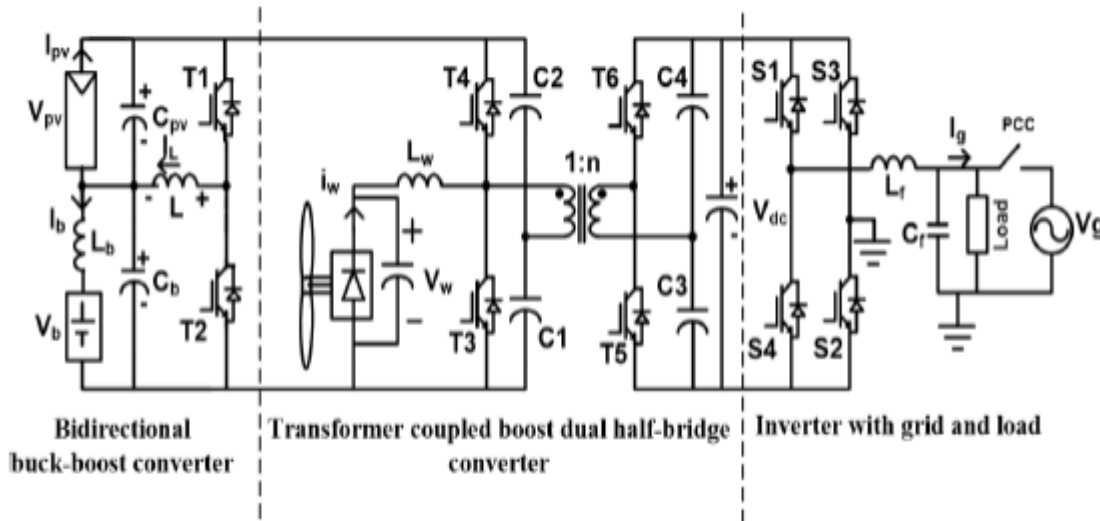 Ipv
T1
T4
C2
T6
C4
S1
S3
Vpv
+
Cpv
-
IL
Lw
1:n
Ig
PCC
iw
- L +
Lf
Ib
Lb
+
Vdc
-
Cf
Load
Vg
+
Cb
-
+
Vw
-
C3
Vb
T2
T3
C1
T5
S4
S2
Bidirectional
buck-boost converter
Transformer coupled boost dual half-bridge
converter
Inverter with grid and load